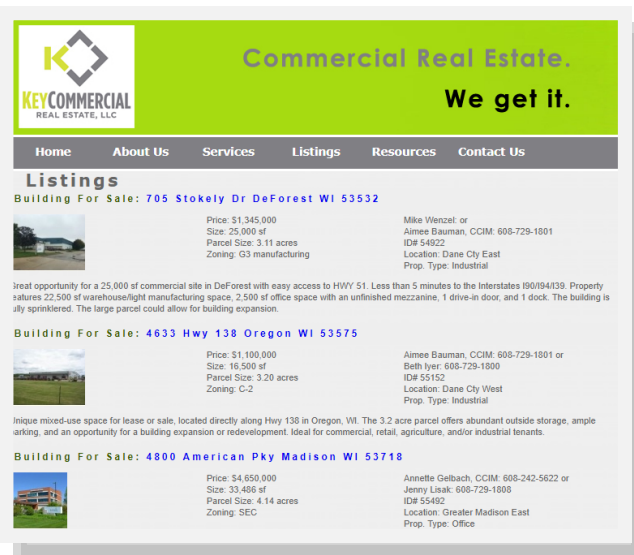 KEYCOMMERCIAL
REAL ESTATE, LLC
Commercial Real Estate.
We get it.
Home About Us Services Listings Resources Contact Us
Listings
Building For Sale: 705 Stokely Dr DeForest WI 53532
Price: $1,345,000
Size: 25,000 sf
Parcel Size: 3.11 acres
Zoning: G3 manufacturing
Mike Wenzel: or
Aimee Bauman, CCIM: 608-729-1801
ID# 54922
Location: Dane Cty East
Prop. Type: Industrial
Great opportunity for a 25,000 sf commercial site in DeForest with easy access to HWY 51. Less than 5 minutes to the Interstates I90/I94/I39. Property
features 22,500 sf warehouse/light manufacturing space, 2,500 sf office space with an unfinished mezzanine, 1 drive-in door, and 1 dock. The building is
fully sprinklered. The large parcel could allow for building expansion.
Building For Sale: 4633 Hwy 138 Oregon WI 53575
Price: $1,100,000
Size: 16,500 sf
Parcel Size: 3.20 acres
Zoning: C-2
Aimee Bauman, CCIM: 608-729-1801 or
Beth Iyer: 608-729-1800
ID# 55152
Location: Dane Cty West
Prop. Type: Industrial
Unique mixed-use space for lease or sale, located directly along Hwy 138 in Oregon, WI. The 3.2 acre parcel offers abundant outside storage, ample
parking, and an opportunity for a building expansion or redevelopment. Ideal for commercial, retail, agriculture, and/or industrial tenants.
Building For Sale: 4800 American Pky Madison WI 53718
Price: $4,650,000
Size: 33,486 sf
Parcel Size: 4.14 acres
Zoning: SEC
Annette Gelbach, CCIM: 608-242-5622 or
Jenny Lisak: 608-729-1808
ID# 55492
Location: Greater Madison East
Prop. Type: Office